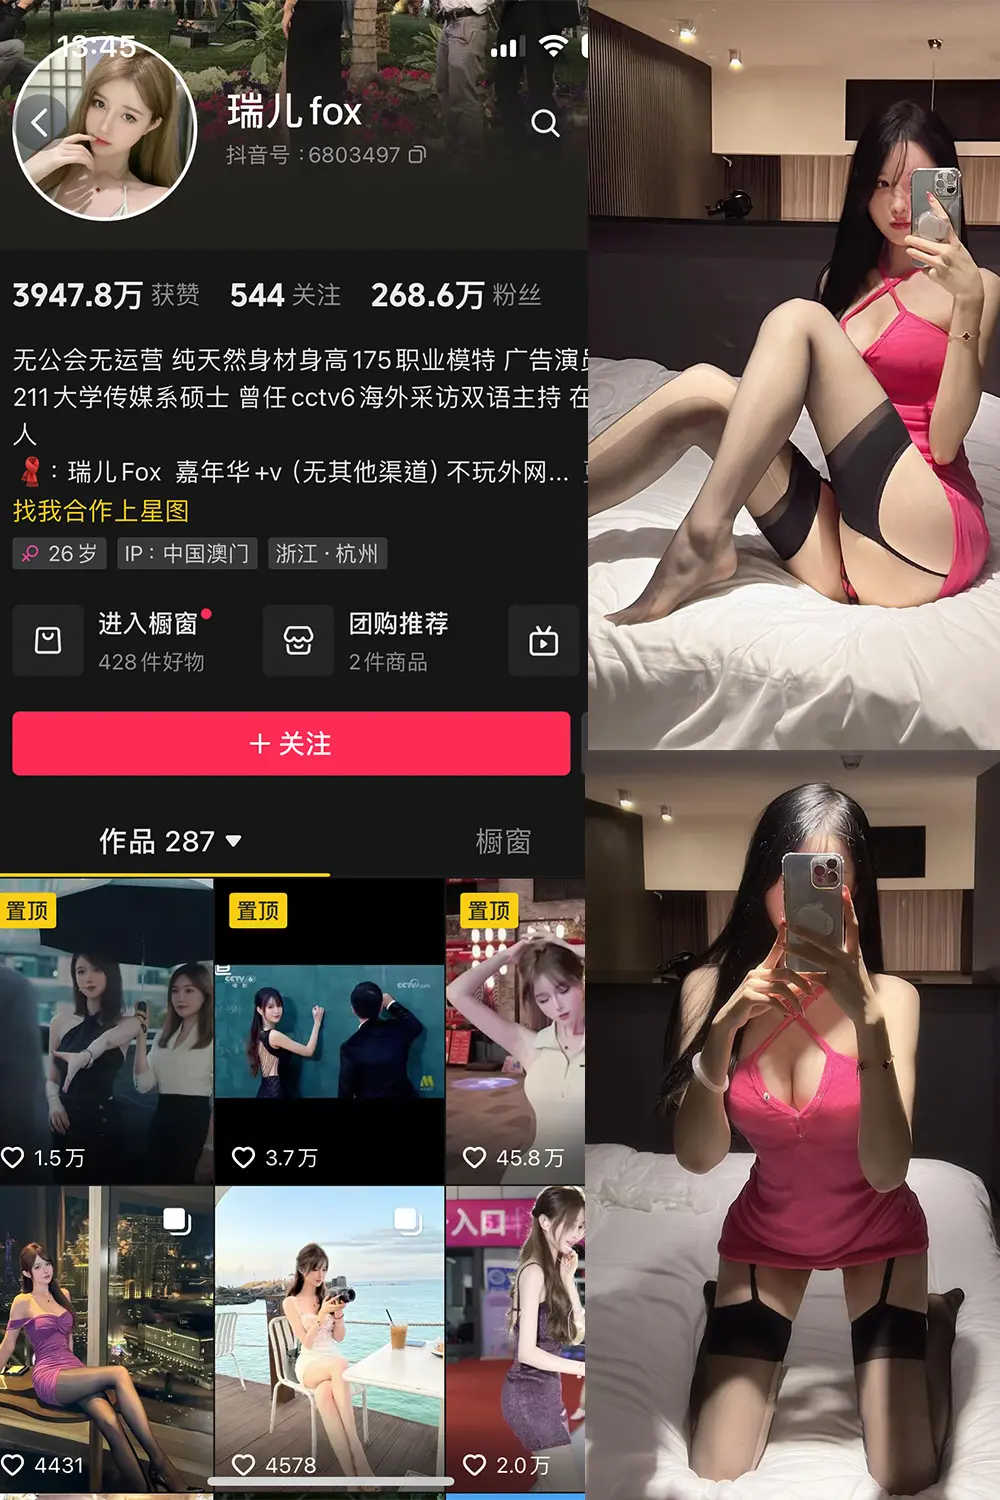 13:45
瑞儿fox
抖音号：6803497
3947.8万 获赞 544 关注 268.6万 粉丝
无公会无运营 纯天然身材身高175职业模特 广告演员
211大学传媒系硕士 曾任cctv6海外采访双语主持 在
人
：瑞儿Fox 嘉年华+v（无其他渠道）不玩外网...
找我合作上星图
26岁 IP：中国澳门 浙江·杭州
进入橱窗
428件好物
团购推荐
2件商品
+ 关注
作品 287 橱窗
置顶 置顶 置顶
CCTV 6
CCTV.com
1.5万 3.7万 45.8万
入口
4431 4578 2.0万